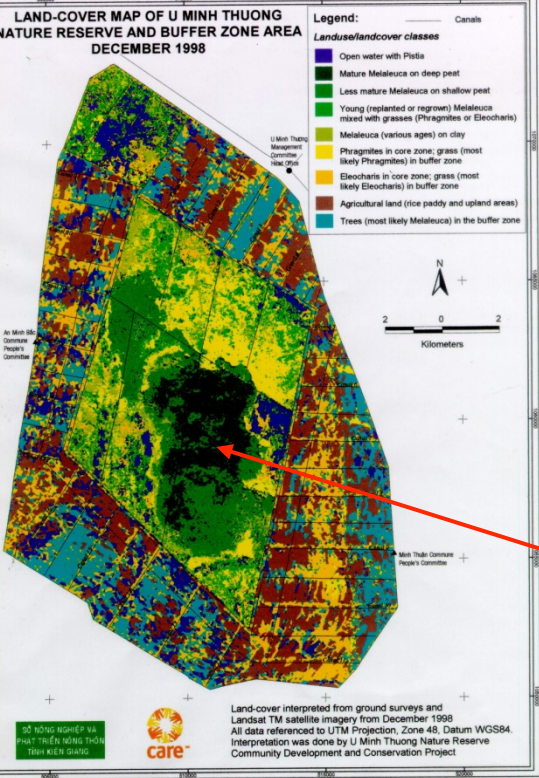 LAND-COVER MAP OF U MINH THUONG
NATURE RESERVE AND BUFFER ZONE AREA
DECEMBER 1998
Legend:
Canals
Landuse/landcover classes
Open water with Pistia
Mature Melaleuca on deep peat
Less mature Melaleuca on shallow peat
Young (replanted or regrown) Melaleuca
mixed with grasses (Phragmites or Eleocharis)
Melaleuca (various ages) on clay
Phragmites in core zone; grass (most
likely Phragmites) in buffer zone
Eleocharis in core zone; grass (most
likely Eleocharis) in buffer zone
Agricultural land (rice paddy and upland areas)
Trees (most likely Melaleuca) in the buffer zone
U Minh Thuong
Management
Committee
Head Office
N
2 0 2
Kilometers
An Minh Bắc
Commune
People's
Committee
Minh Thuận Commune
People's Committee
SỞ NÔNG NGHIỆP VÀ
PHÁT TRIỂN NÔNG THÔN
TỈNH KIÊN GIANG
care
Land-cover interpreted from ground surveys and
Landsat TM satellite imagery from December 1998
All data referenced to UTM Projection, Zone 48, Datum WGS84.
Interpretation was done by U Minh Thuong Nature Reserve
Community Development and Conservation Project